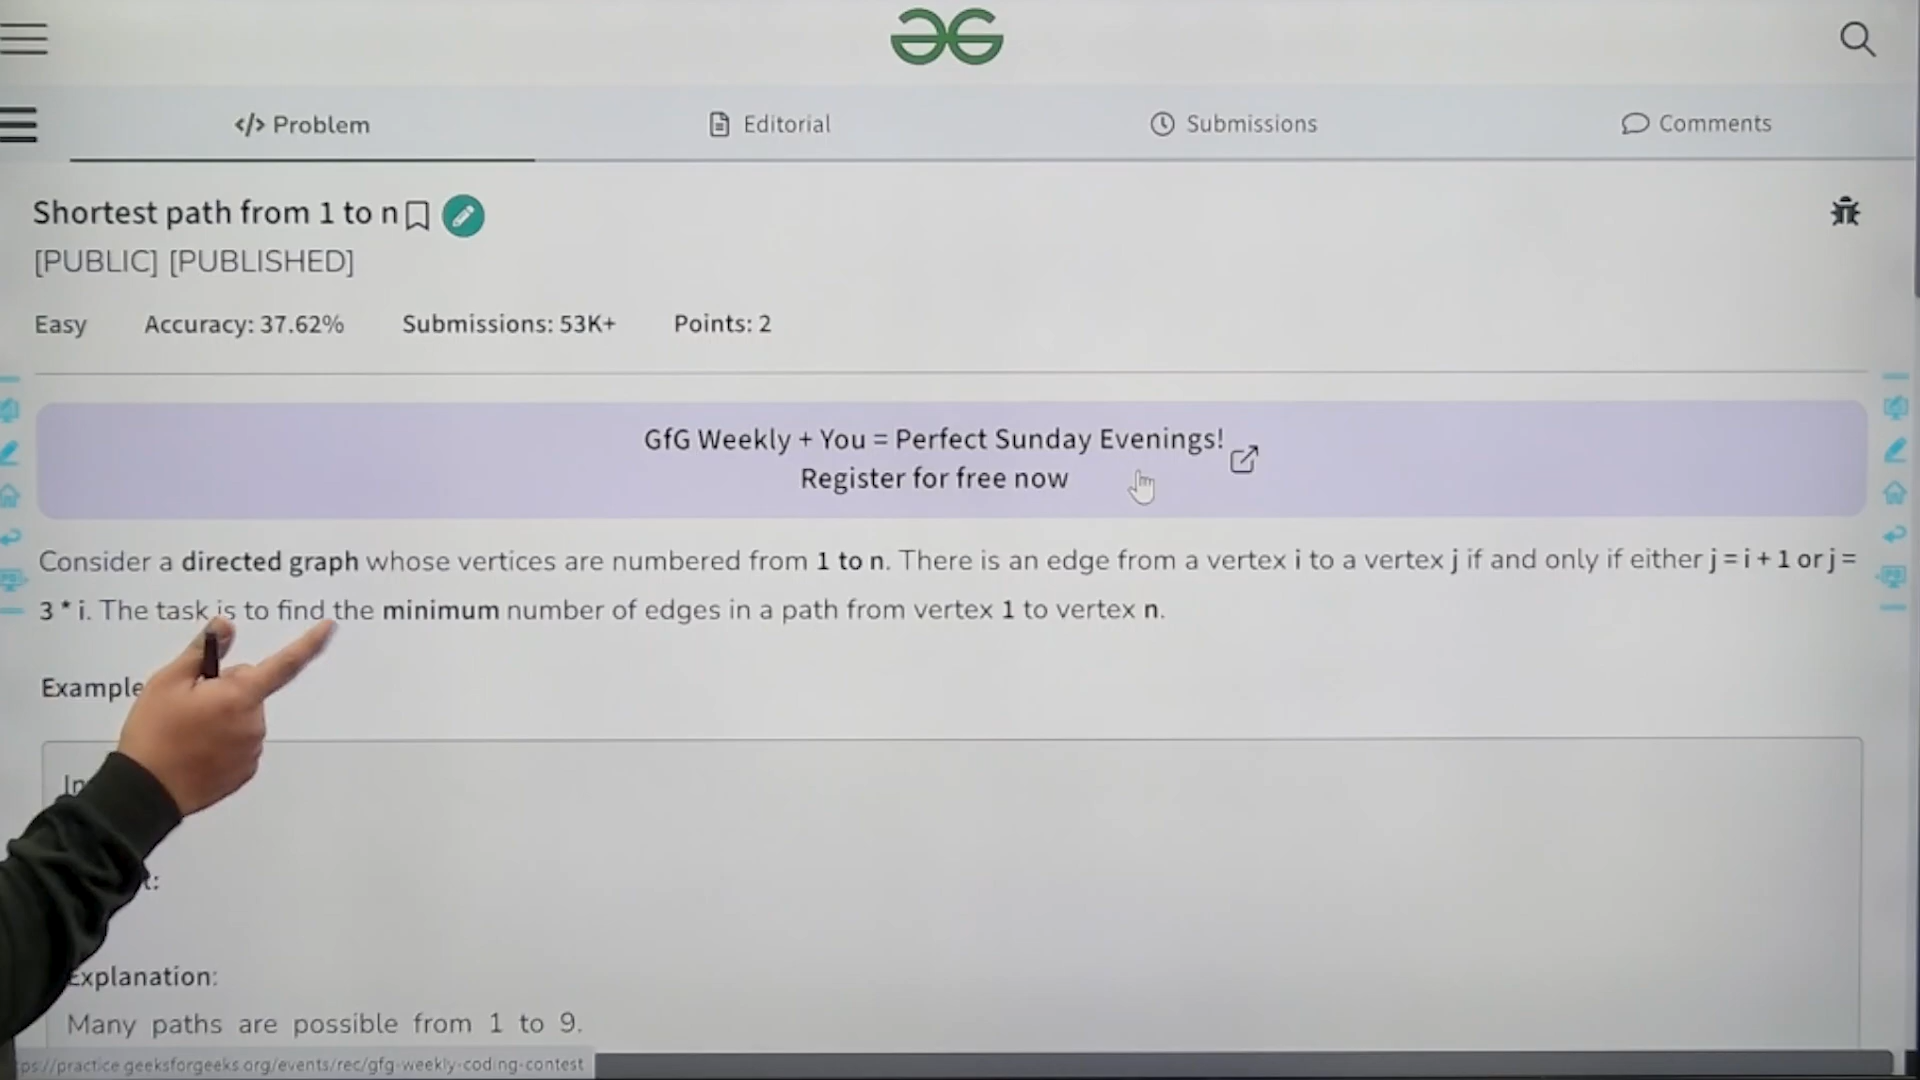 </> Problem
Editorial
Submissions
Comments
Shortest path from 1 to n
[PUBLIC] [PUBLISHED]
Easy Accuracy: 37.62% Submissions: 53K+ Points: 2
GfG Weekly + You = Perfect Sunday Evenings!
Register for free now
Consider a directed graph whose vertices are numbered from 1 to n. There is an edge from a vertex i to a vertex j if and only if either j = i + 1 or j =
3 * i. The task is to find the minimum number of edges in a path from vertex 1 to vertex n.
Example
Explanation:
Many paths are possible from 1 to 9.
ps://practice.geeksforgeeks.org/events/rec/gfg-weekly-coding-contest